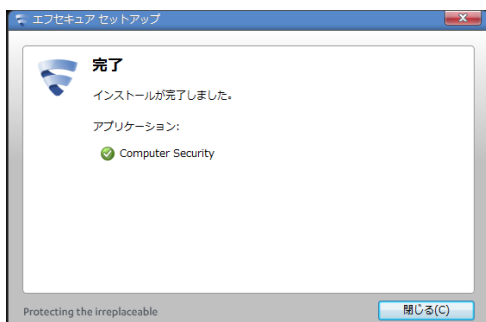 エフセキュア セットアップ
完了
インストールが完了しました。
アプリケーション:
Computer Security
Protecting the irreplaceable
閉じる(C)